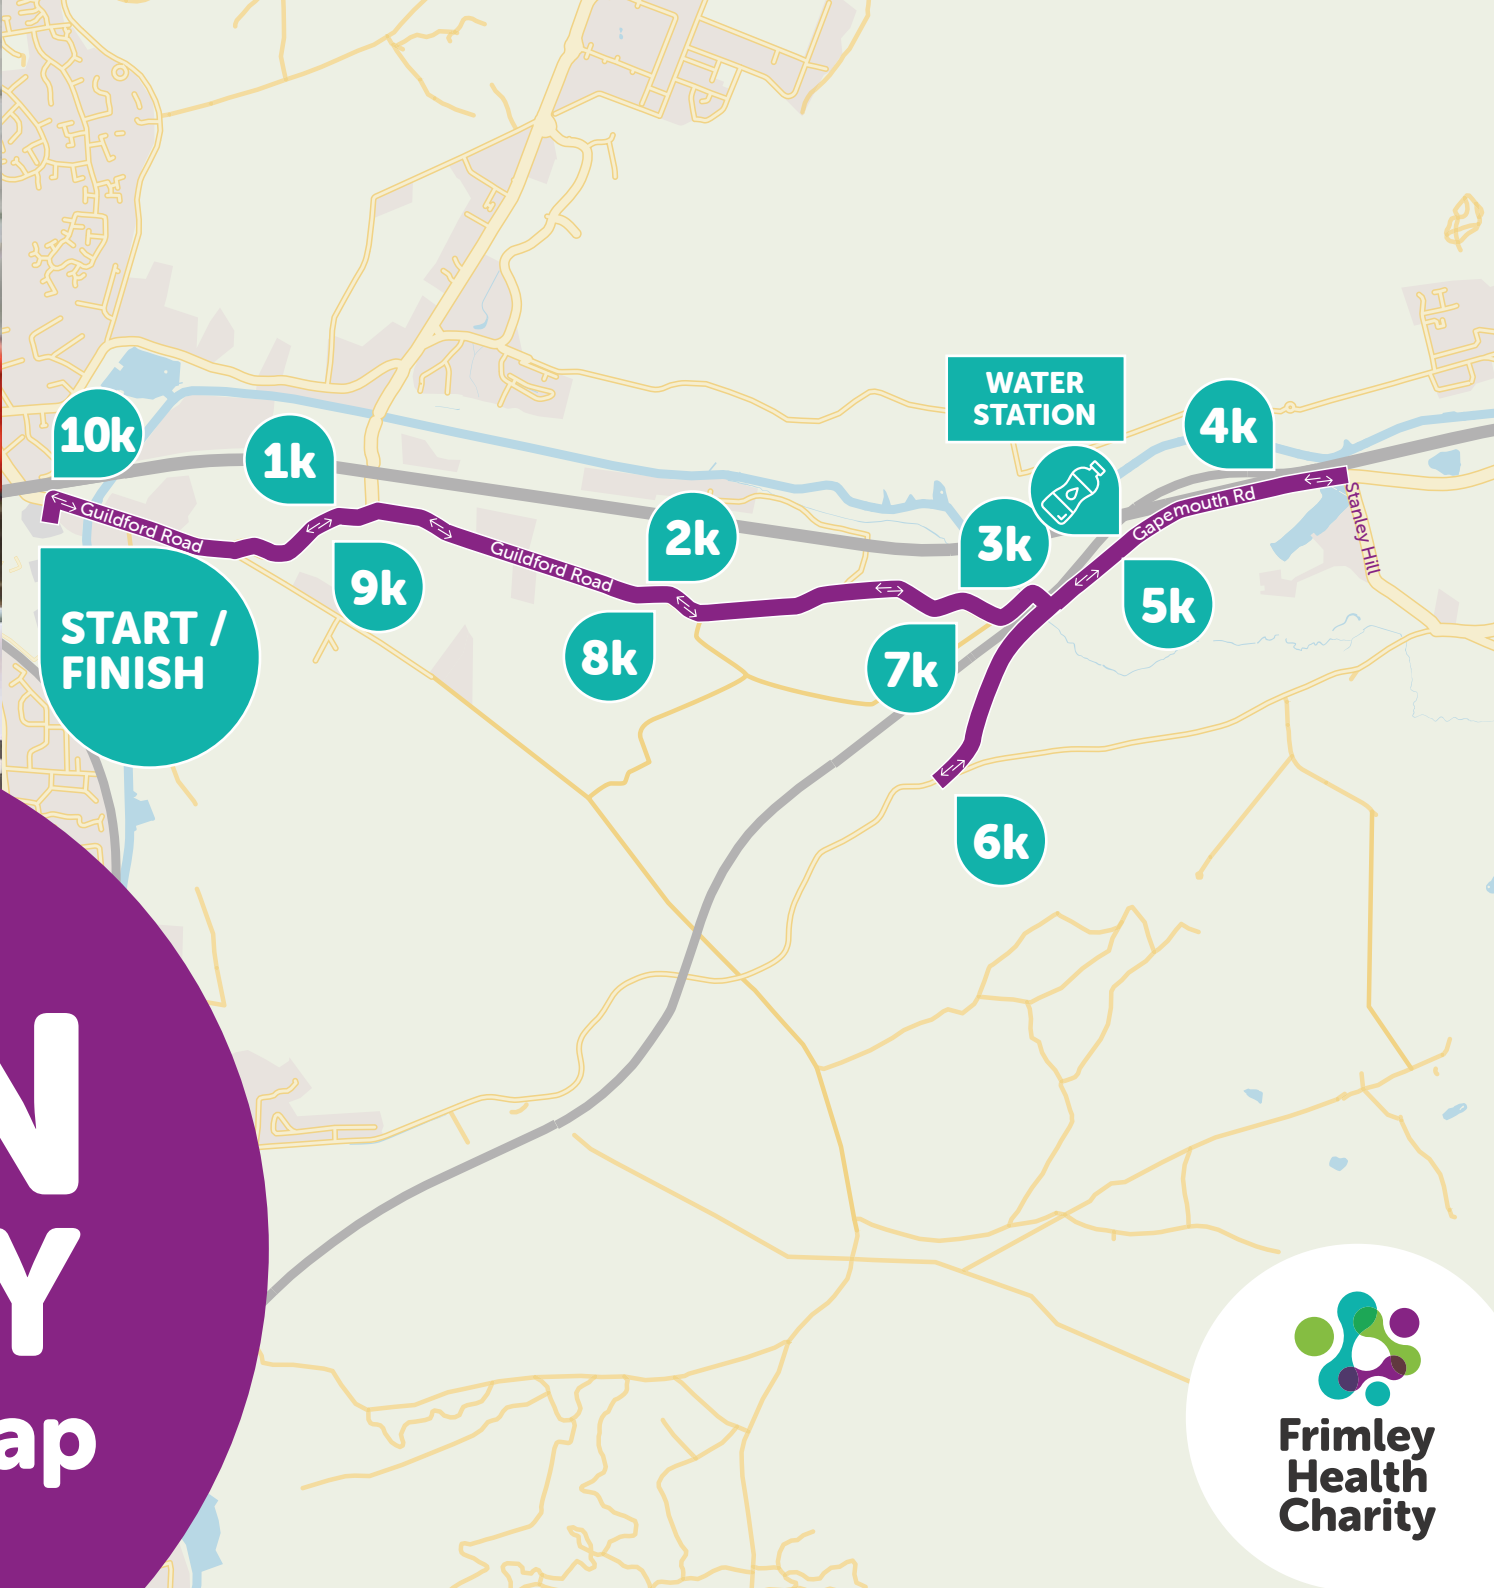 WATER
STATION
4k
10k
1k
Guildford Road
2k
3k
Gapemouth Rd
Stanley Hill
Guildford Road
9k
5k
START /
FINISH
8k
7k
6k
N
Y
ap
Frimley
Health
Charity